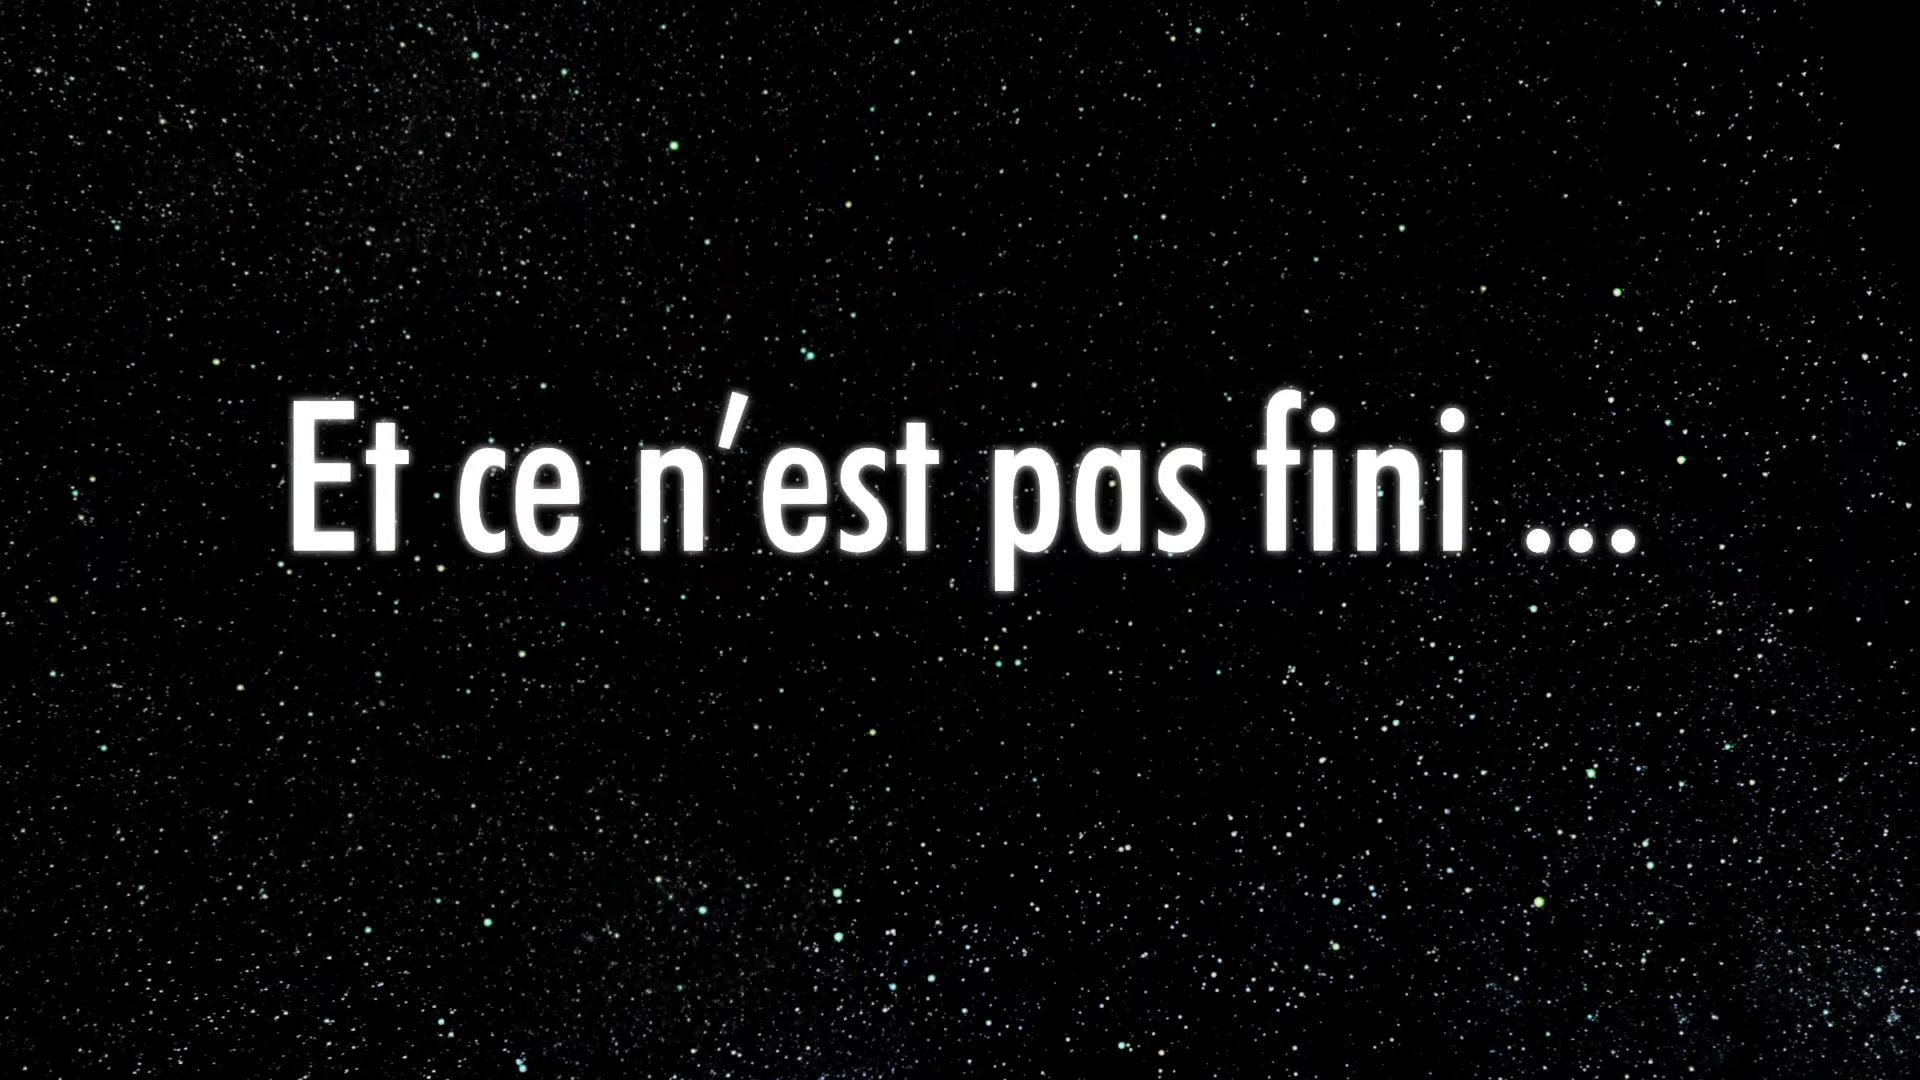 Et ce n’est pas fini ...